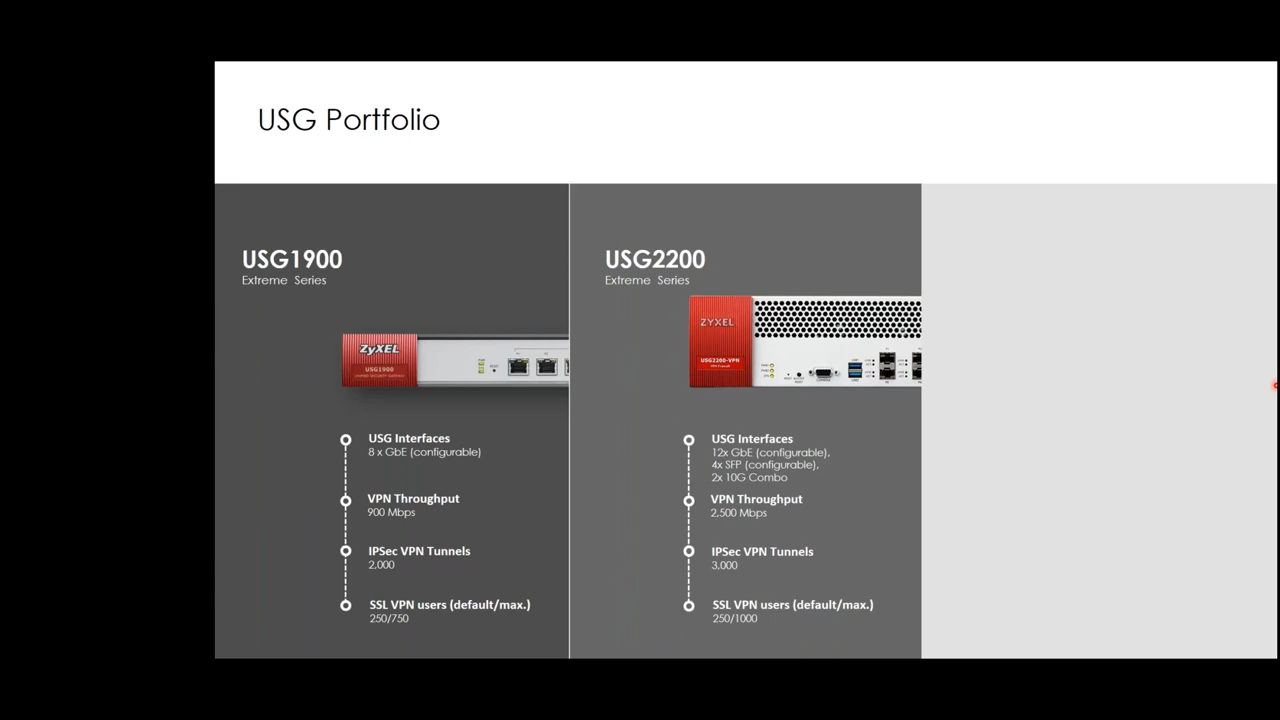 USG Portfolio
USG1900
Extreme Series
ZyXEL
USG1900
USG Interfaces
8 x GbE (configurable)
VPN Throughput
900 Mbps
IPSec VPN Tunnels
2,000
SSL VPN users (default/max.)
250/750
USG2200
Extreme Series
ZYXEL
USG2200-VPN
USG Interfaces
12x GbE (configurable),
4x SFP (configurable),
2x 10G Combo
VPN Throughput
2,500 Mbps
IPSec VPN Tunnels
3,000
SSL VPN users (default/max.)
250/1000